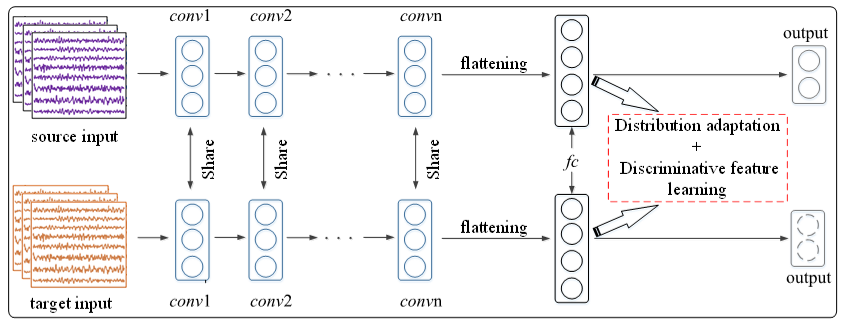 conv1 conv2 convn
output
flattening
source input
Share Share Share
Distribution adaptation
+
Discriminative feature
learning
fc
flattening
output
target input
conv1 conv2 convn